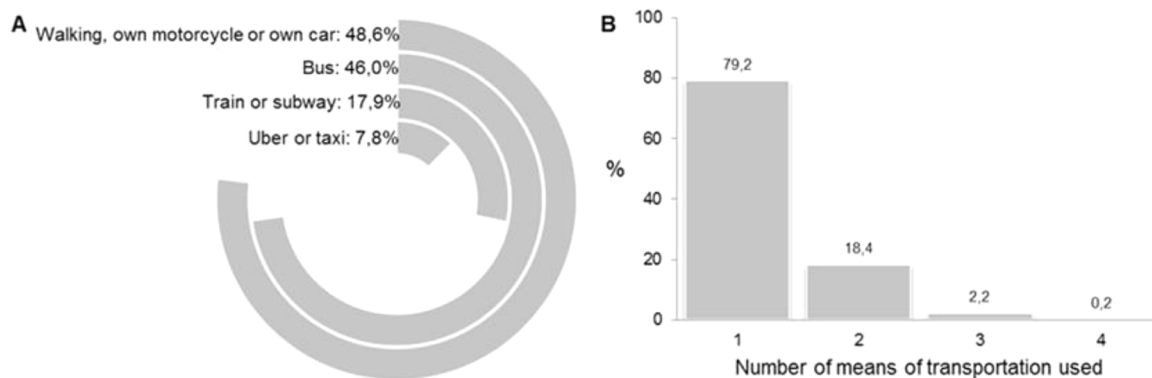 A
Walking, own motorcycle or own car: 48,6%
Bus: 46,0%
Train or subway: 17,9%
Uber or taxi: 7,8%
B
100
80
60
40
20
0
%
79,2
18,4
2,2
0,2
1 2 3 4
Number of means of transportation used